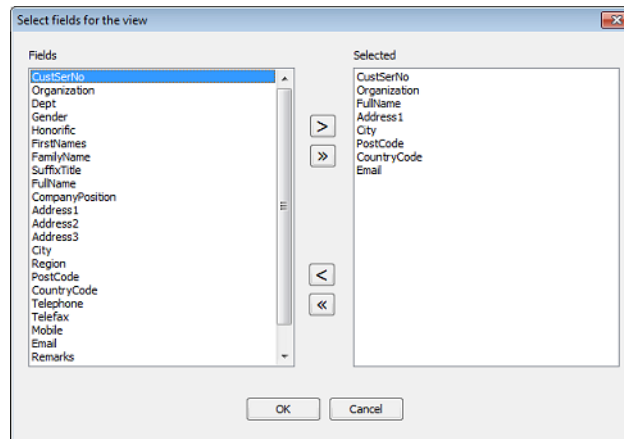 Select fields for the view
Fields
CustSerNo
Organization
Dept
Gender
Honorific
FirstNames
FamilyName
SuffixTitle
FullName
CompanyPosition
Address1
Address2
Address3
City
Region
PostCode
CountryCode
Telephone
Telefax
Mobile
Email
Remarks
>
»
<
«
Selected
CustSerNo
Organization
FullName
Address1
City
PostCode
CountryCode
Email
OK
Cancel